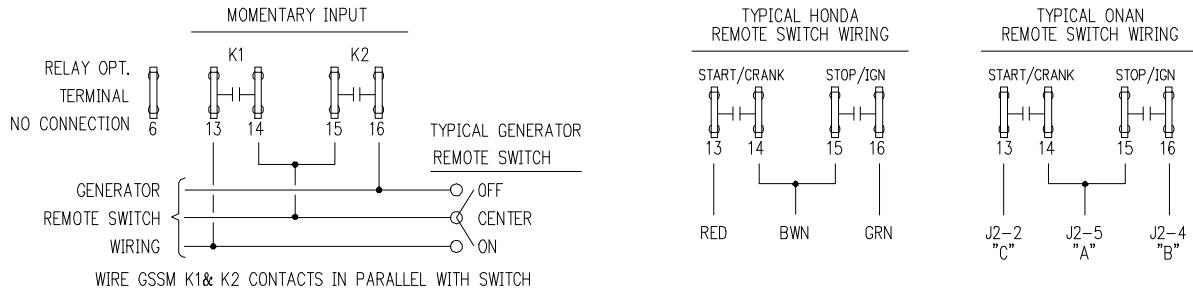 MOMENTARY INPUT
K1 K2
RELAY OPT.
TERMINAL
NO CONNECTION
6 13 14 15 16
TYPICAL GENERATOR
REMOTE SWITCH
GENERATOR
REMOTE SWITCH
WIRING
OFF
CENTER
ON
WIRE GSSM K1& K2 CONTACTS IN PARALLEL WITH SWITCH
TYPICAL HONDA
REMOTE SWITCH WIRING
START/CRANK STOP/IGN
13 14 15 16
RED BWN GRN
TYPICAL ONAN
REMOTE SWITCH WIRING
START/CRANK STOP/IGN
13 14 15 16
J2-2 J2-5 J2-4
"C" "A" "B"